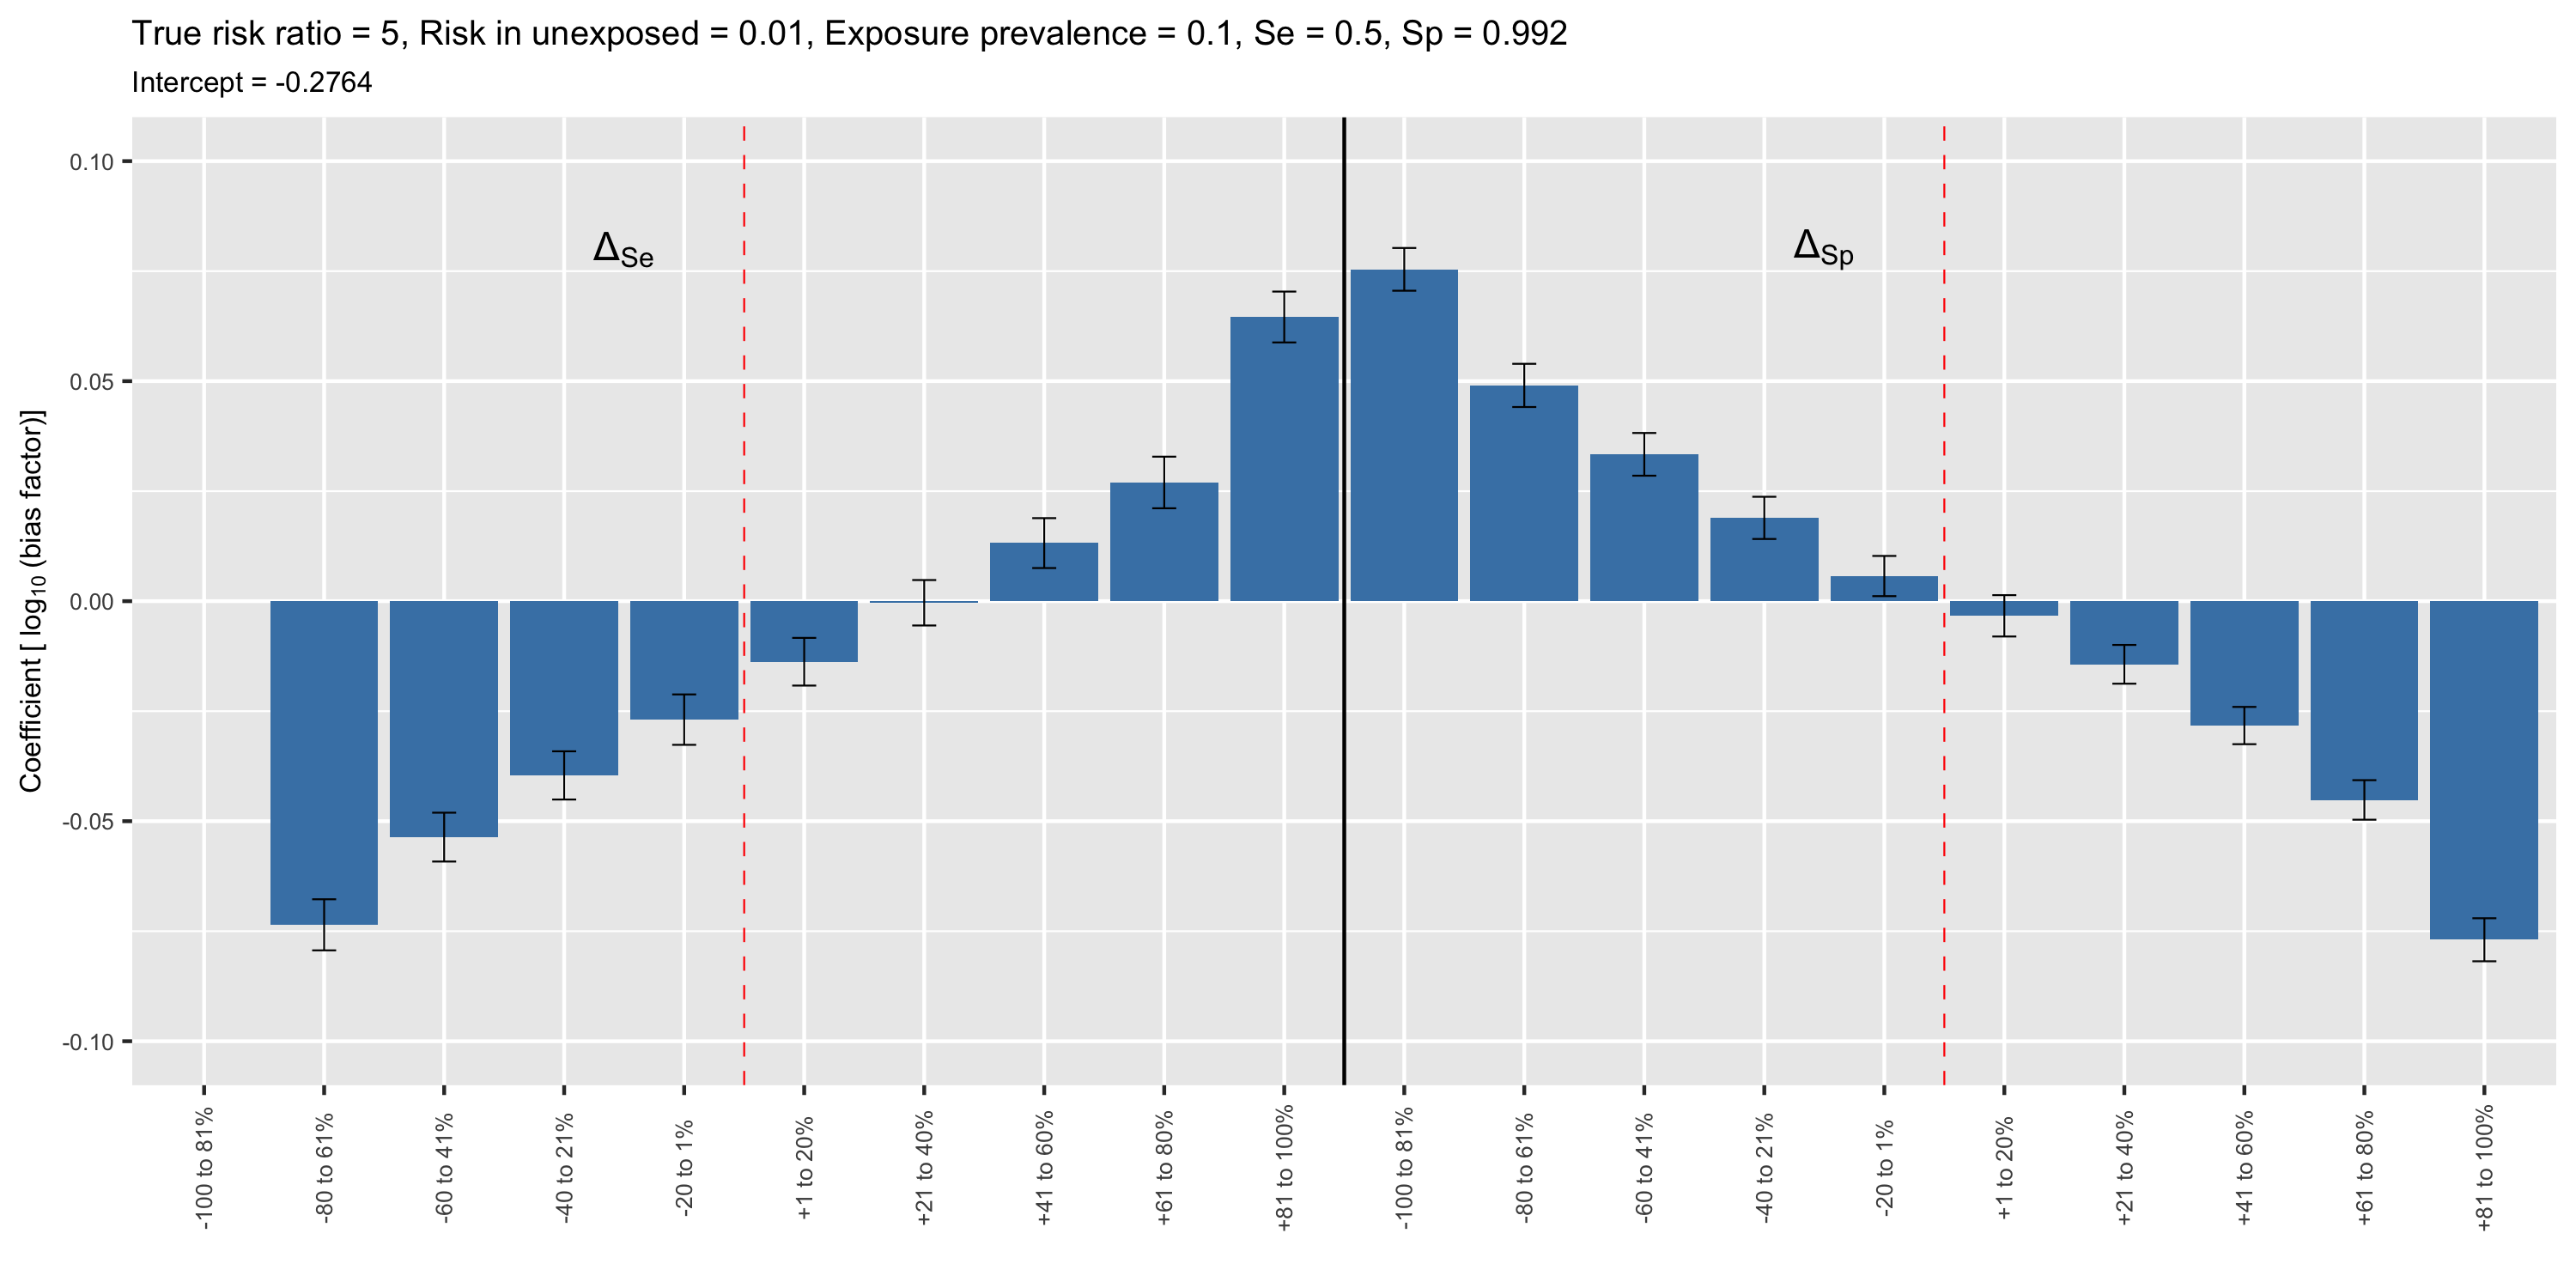 True risk ratio = 5, Risk in unexposed = 0.01, Exposure prevalence = 0.1, Se = 0.5, Sp = 0.992
Intercept = -0.2764
Coefficient [ log₁₀ (bias factor)]
0.10
0.05
0.00
-0.05
-0.10
Δ_Se
Δ_Sp
-100 to 81%
-80 to 61%
-60 to 41%
-40 to 21%
-20 to 1%
+1 to 20%
+21 to 40%
+41 to 60%
+61 to 80%
+81 to 100%
-100 to 81%
-80 to 61%
-60 to 41%
-40 to 21%
-20 to 1%
+1 to 20%
+21 to 40%
+41 to 60%
+61 to 80%
+81 to 100%